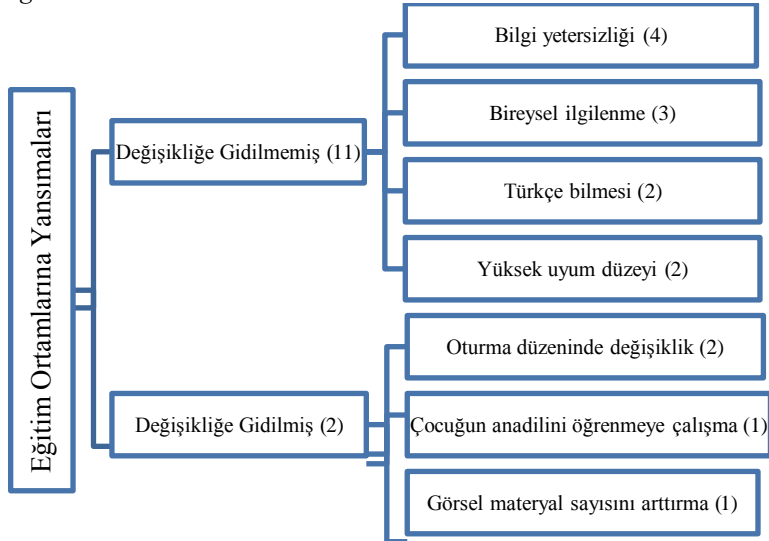 Eğitim Ortamlarına Yansımaları
Değişikliğe Gidilmemiş (11)
Bilgi yetersizliği (4)
Bireysel ilgilenme (3)
Türkçe bilmesi (2)
Yüksek uyum düzeyi (2)
Değişikliğe Gidilmiş (2)
Oturma düzeninde değişiklik (2)
Çocuğun anadilini öğrenmeye çalışma (1)
Görsel materyal sayısını arttırma (1)